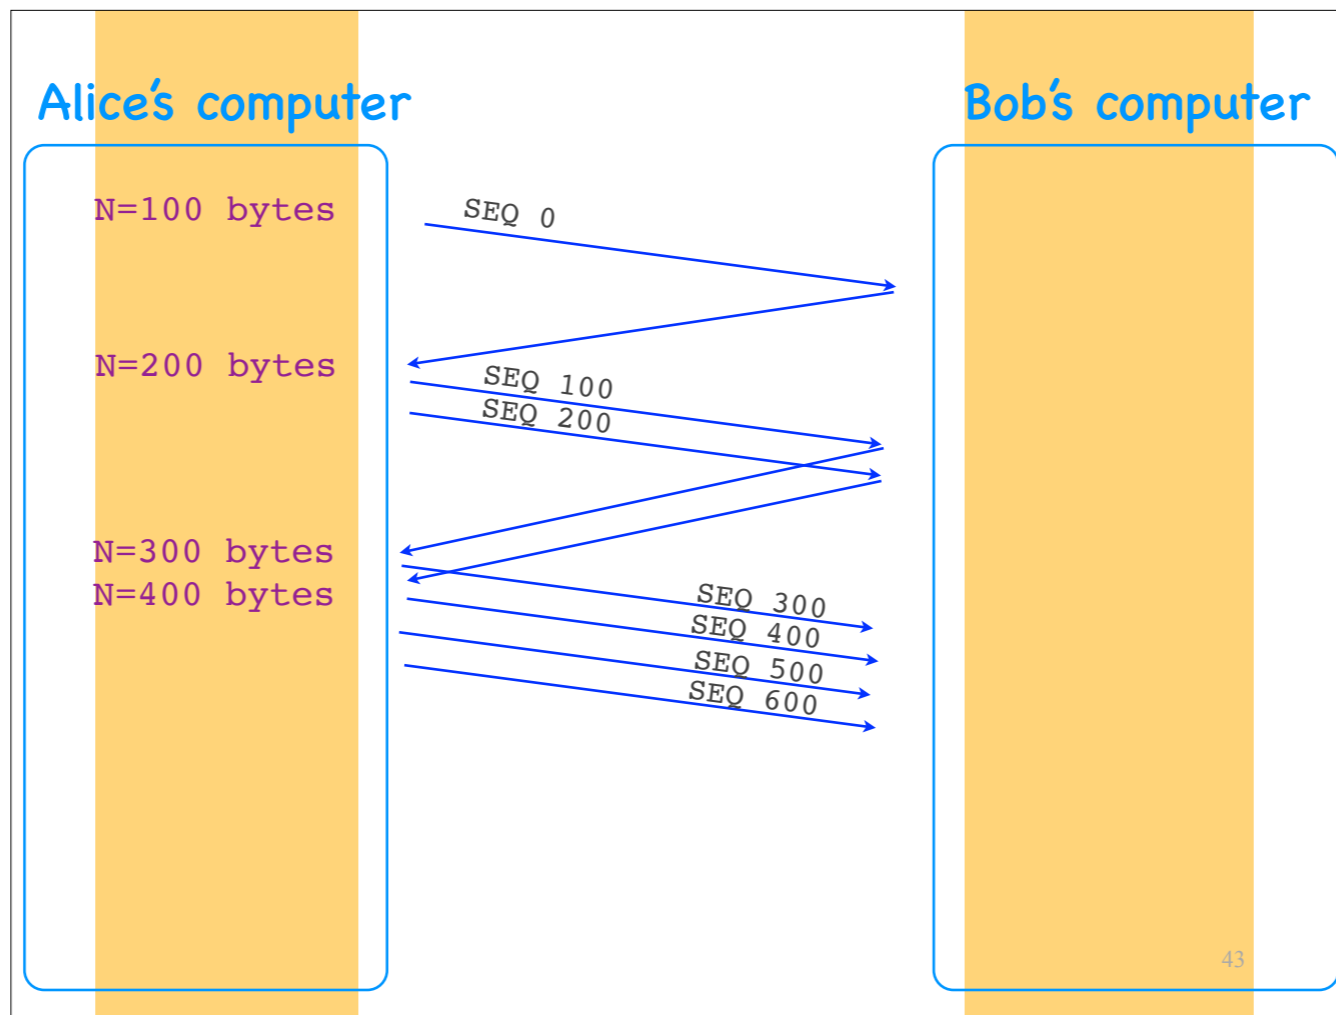 Alice's computer
Bob's computer
N=100 bytes
SEQ 0
N=200 bytes
SEQ 100
SEQ 200
N=300 bytes
N=400 bytes
SEQ 300
SEQ 400
SEQ 500
SEQ 600
43